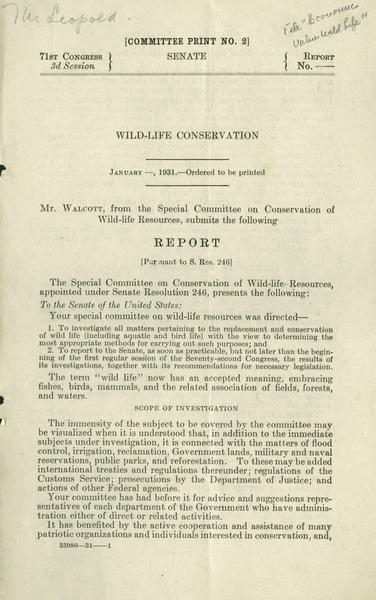 Mr Leopold.
File "Economic
Value Wild Life"
[COMMITTEE PRINT NO. 2]
71ST CONGRESS } SENATE { REPORT
3d Session } { No. ——
WILD-LIFE CONSERVATION
JANUARY —, 1931.—Ordered to be printed
Mr. WALCOTT, from the Special Committee on Conservation of
Wild-life Resources, submits the following
REPORT
[Pursuant to S. Res. 246]
The Special Committee on Conservation of Wild-life Resources,
appointed under Senate Resolution 246, presents the following:
To the Senate of the United States:
Your special committee on wild-life resources was directed—
1. To investigate all matters pertaining to the replacement and conservation
of wild life (including aquatic and bird life) with the view to determining the
most appropriate methods for carrying out such purposes; and
2. To report to the Senate, as soon as practicable, but not later than the begin-
ning of the first regular session of the Seventy-second Congress, the results of
its investigations, together with its recommendations for necessary legislation.
The term "wild life" now has an accepted meaning, embracing
fishes, birds, mammals, and the related association of fields, forests,
and waters.
SCOPE OF INVESTIGATION
The immensity of the subject to be covered by the committee may
be visualized when it is understood that, in addition to the immediate
subjects under investigation, it is connected with the matters of flood
control, irrigation, reclamation, Government lands, military and naval
reservations, public parks, and reforestation. To these may be added
international treaties and regulations thereunder; regulations of the
Customs Service; prosecutions by the Department of Justice; and
actions of other Federal agencies.
Your committee has had before it for advice and suggestions repre-
sentatives of each department of the Government who have adminis-
tration either of direct or related activities.
It has benefited by the active cooperation and assistance of many
patriotic organizations and individuals interested in conservation, and,
33980—31——1